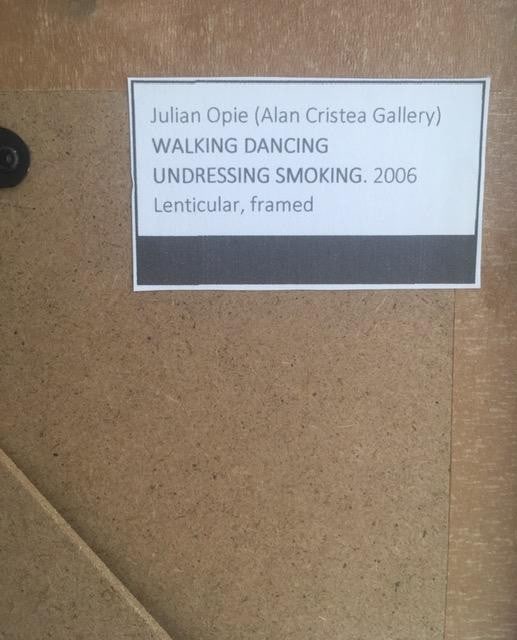 Julian Opie (Alan Cristea Gallery)
WALKING DANCING
UNDRESSING SMOKING. 2006
Lenticular, framed